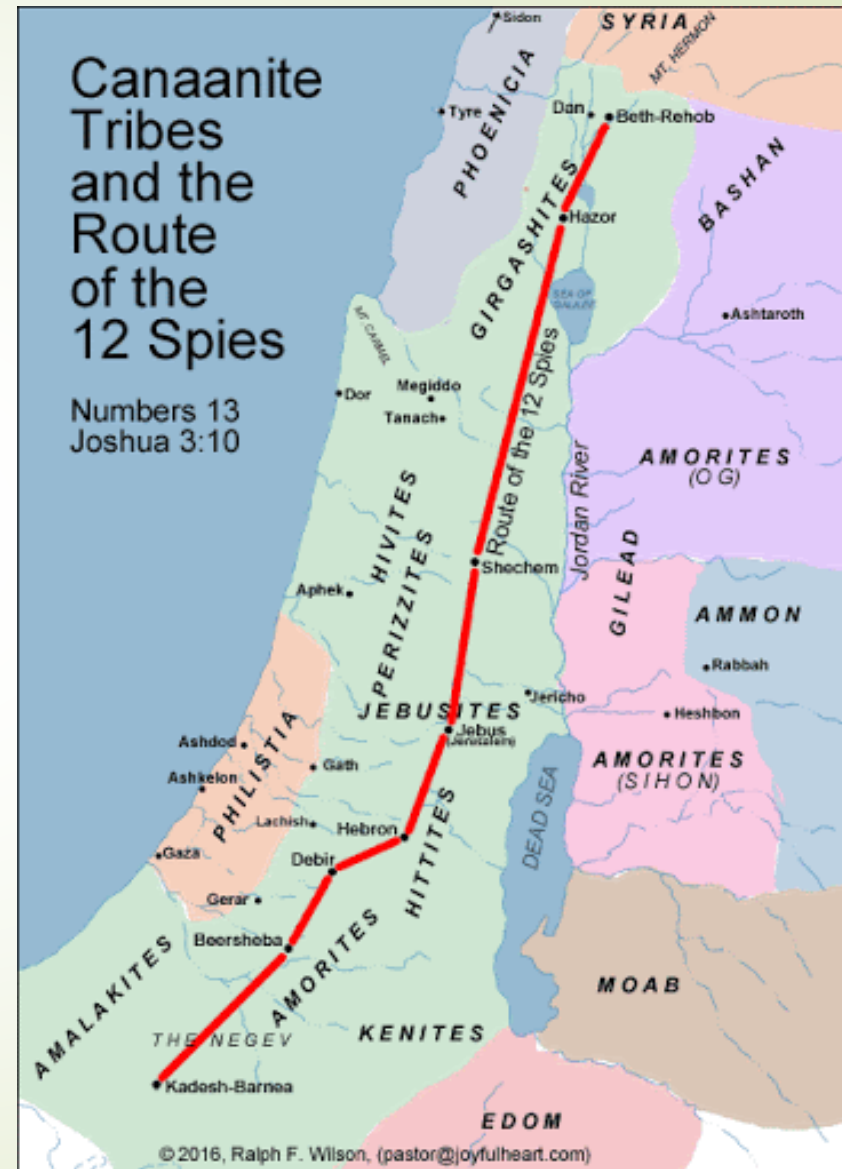 Canaanite
Tribes
and the
Route
of the
12 Spies
Numbers 13
Joshua 3:10
SYRIA
MT. HERMON
Sidon
Tyre
PHOENICIA
Dan
Beth-Rehob
BASHAN
GIRGASHITES
Hazor
SEA OF
GALILEE
Ashtaroth
MT. CARMEL
Dor
Megiddo
Tanach
Route of the 12 Spies
Jordan River
AMORITES
(OG)
HIVITES
PERIZZITES
Shechem
Aphek
GILEAD
AMMON
Rabbah
Jericho
Heshbon
JEBUSITES
Jebus
(Jerusalem)
AMORITES
(SIHON)
PHILISTIA
Ashdod
Ashkelon
Gath
Lachish
Hebron
HITTITES
DEAD SEA
Gaza
Debir
Gerar
Beersheba
AMORITES
AMALAKITES
MOAB
THE NEGEV
KENITES
Kadesh-Barnea
EDOM
©2016, Ralph F. Wilson, (pastor@joyfulheart.com)